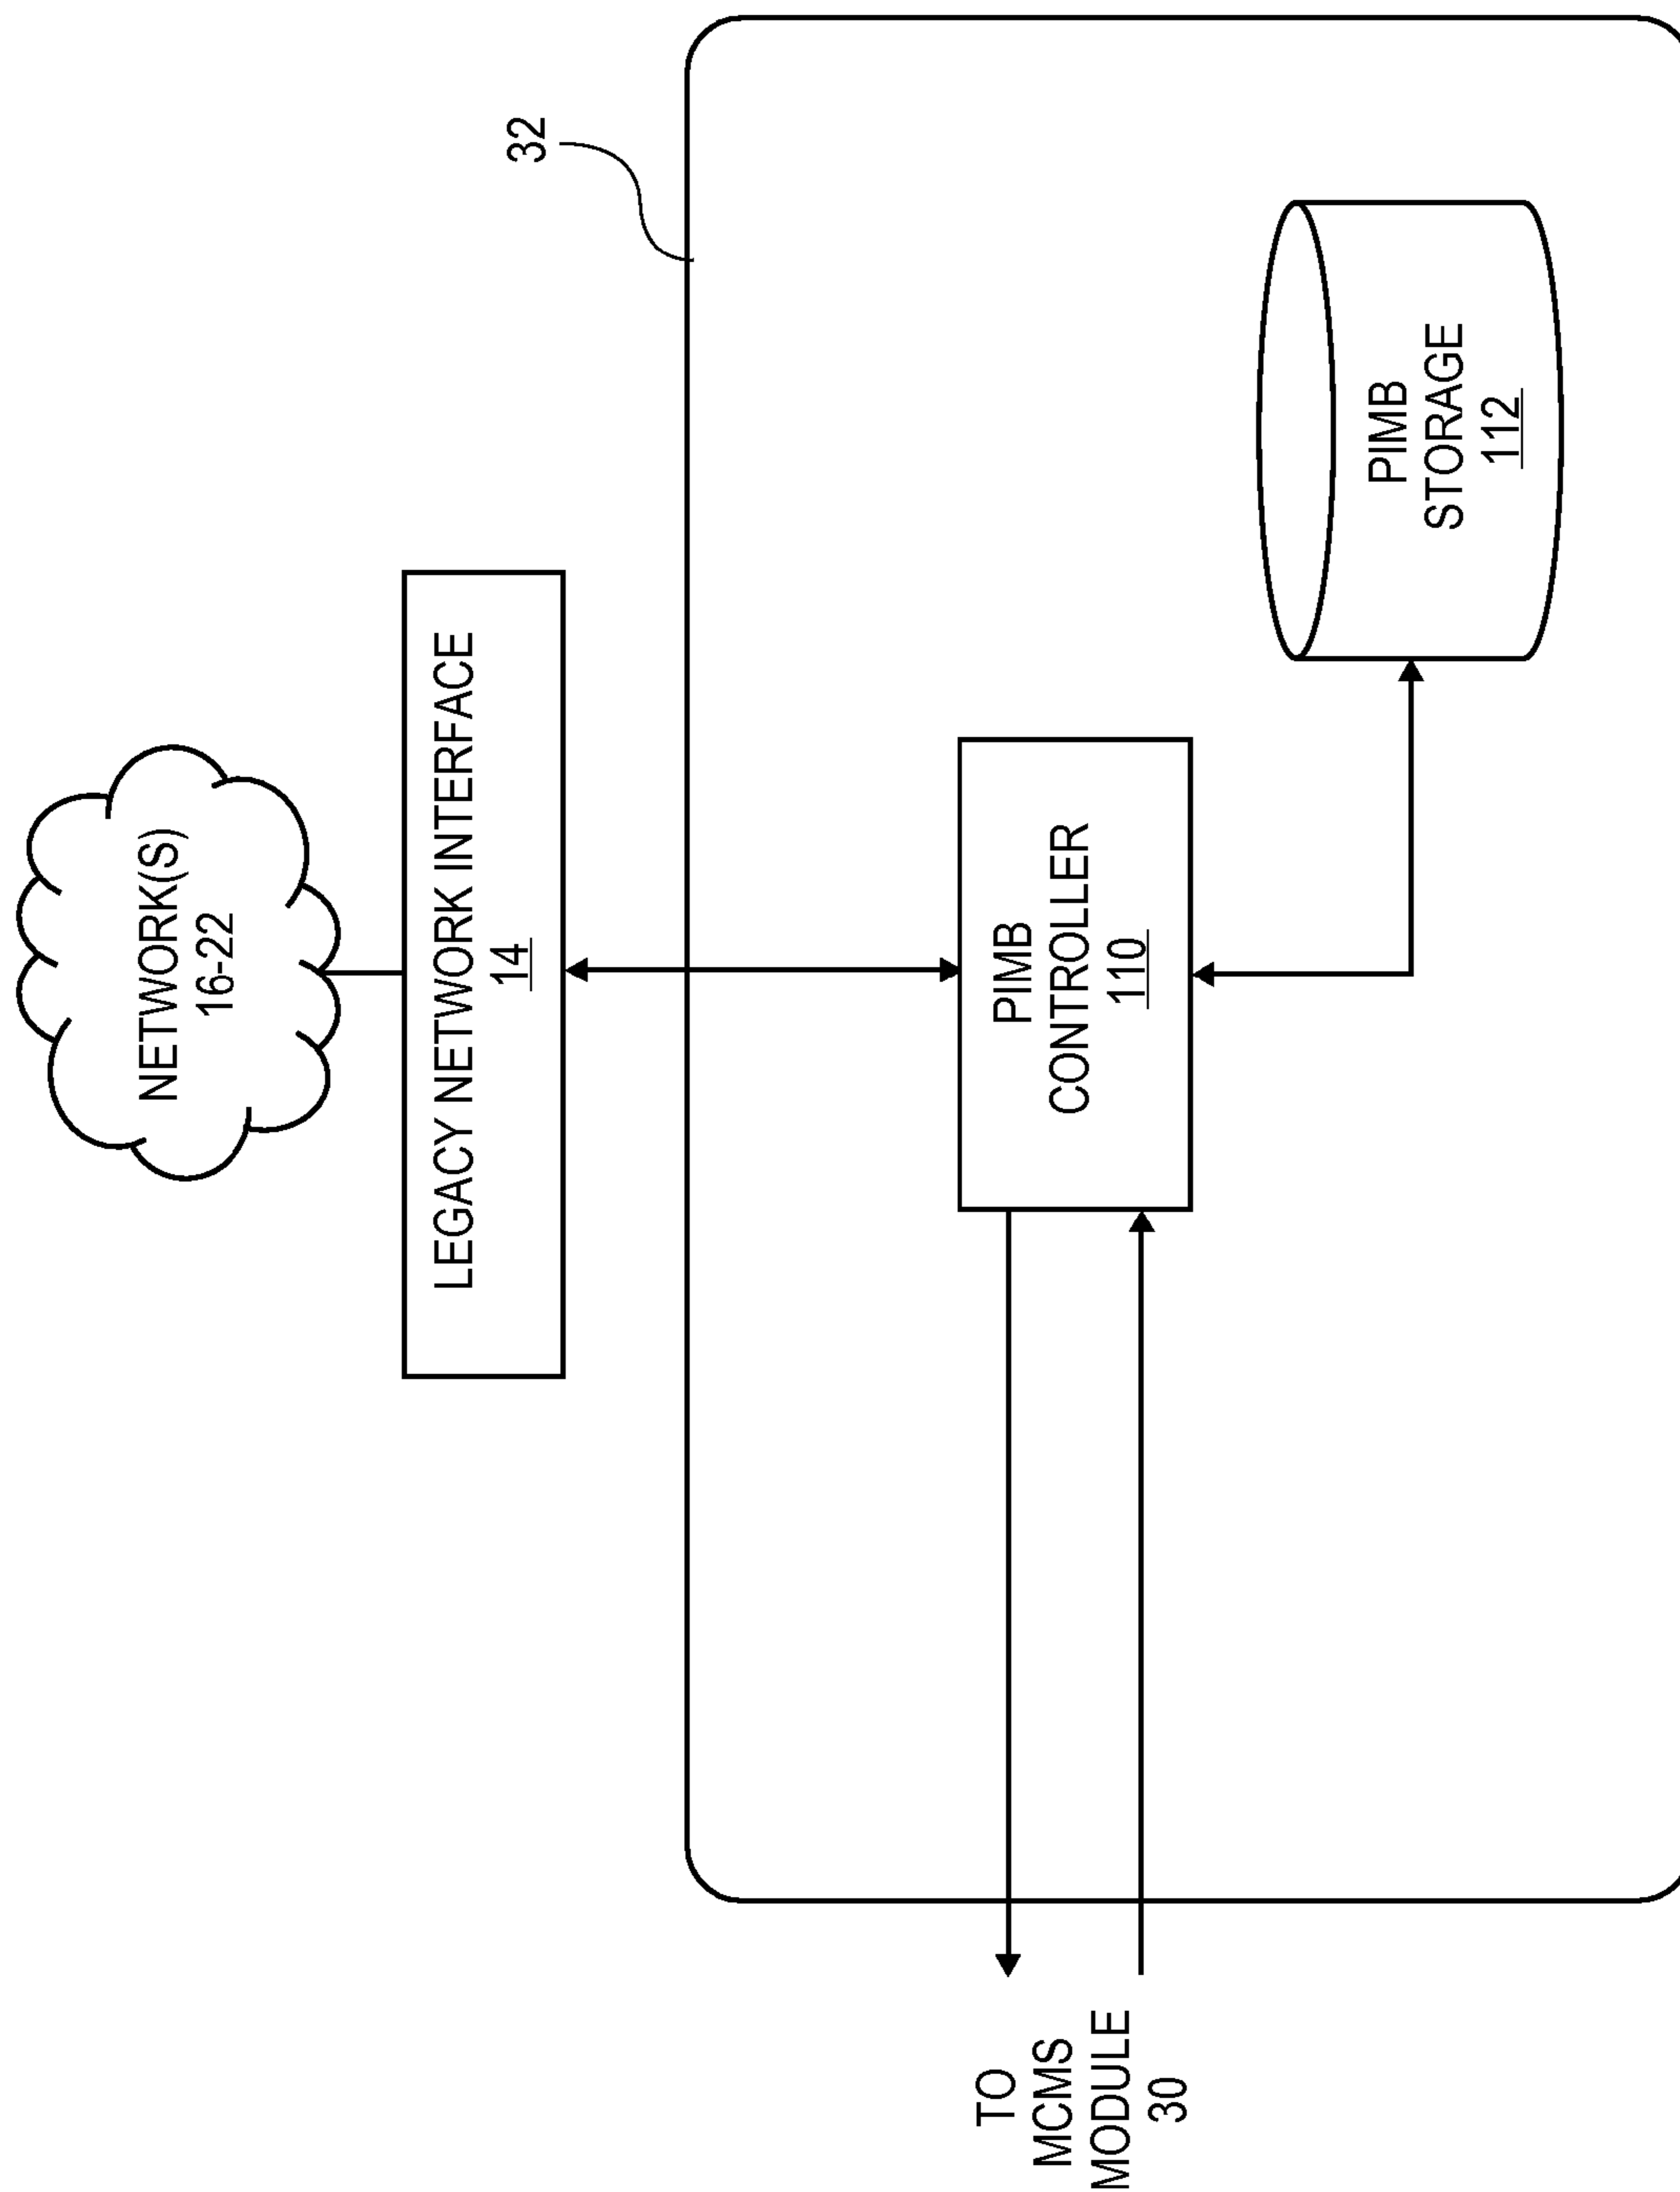 NETWORK(S)
16-22
LEGACY NETWORK INTERFACE
14
32
PIMB
CONTROLLER
110
PIMB
STORAGE
112
TO
MCMS
MODULE
30